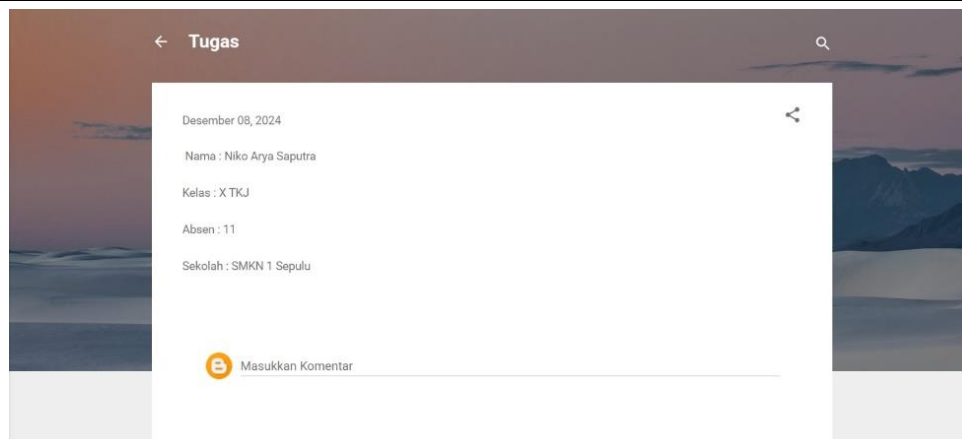 Tugas
Desember 08, 2024
Nama : Niko Arya Saputra
Kelas : X TKJ
Absen : 11
Sekolah : SMKN 1 Sepulu
Masukkan Komentar